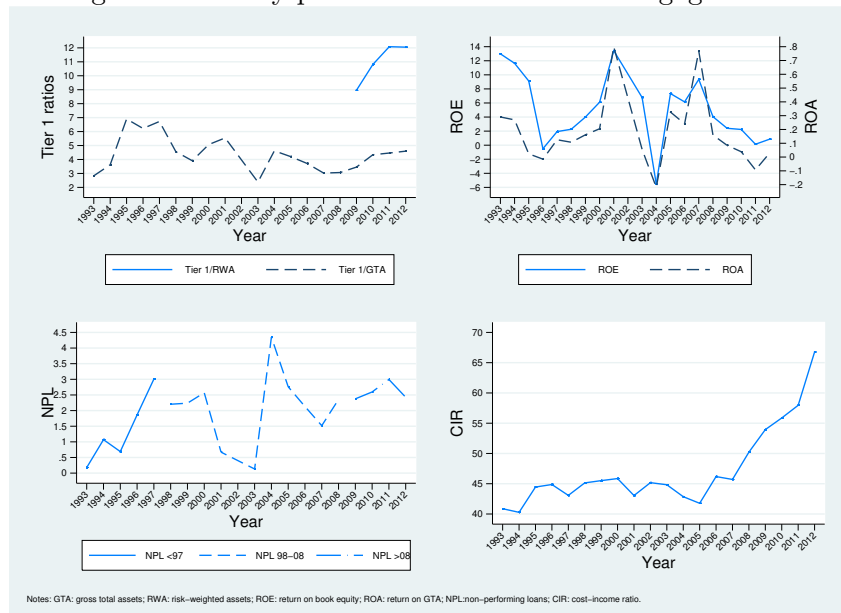 12
11
10
9
8
7
6
5
4
3
2
Tier 1 ratios
1993 1994 1995 1996 1997 1998 1999 2000 2001 2002 2003 2004 2005 2006 2007 2008 2009 2010 2011 2012
Year
Tier 1/RWA Tier 1/GTA
14
12
10
8
6
4
2
0
−2
−4
−6
ROE
.8
.7
.6
.5
.4
.3
.2
.1
0
−.1
−.2
ROA
1993 1994 1995 1996 1997 1998 1999 2000 2001 2002 2003 2004 2005 2006 2007 2008 2009 2010 2011 2012
Year
ROE ROA
4.5
4
3.5
3
2.5
2
1.5
1
.5
0
NPL
1993 1994 1995 1996 1997 1998 1999 2000 2001 2002 2003 2004 2005 2006 2007 2008 2009 2010 2011 2012
Year
NPL <97 NPL 98−08 NPL >08
70
65
60
55
50
45
40
CIR
1993 1994 1995 1996 1997 1998 1999 2000 2001 2002 2003 2004 2005 2006 2007 2008 2009 2010 2011 2012
Year
Notes: GTA: gross total assets; RWA: risk−weighted assets; ROE: return on book equity; ROA: return on GTA; NPL:non−performing loans; CIR: cost−income ratio.